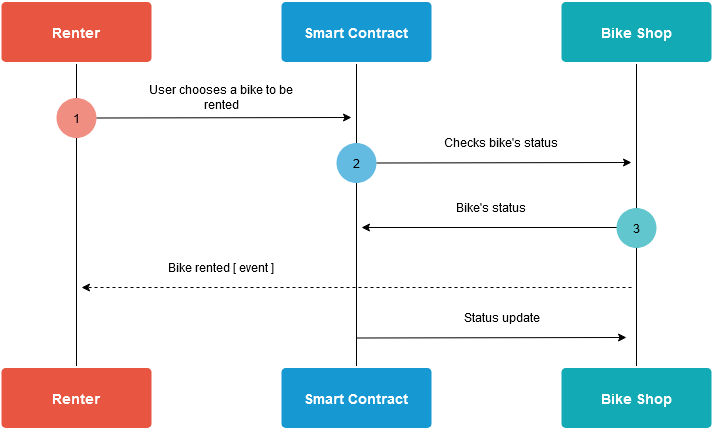 Renter
Smart Contract
Bike Shop
User chooses a bike to be
rented
1
Checks bike's status
2
Bike's status
3
Bike rented [ event ]
Status update
Renter
Smart Contract
Bike Shop